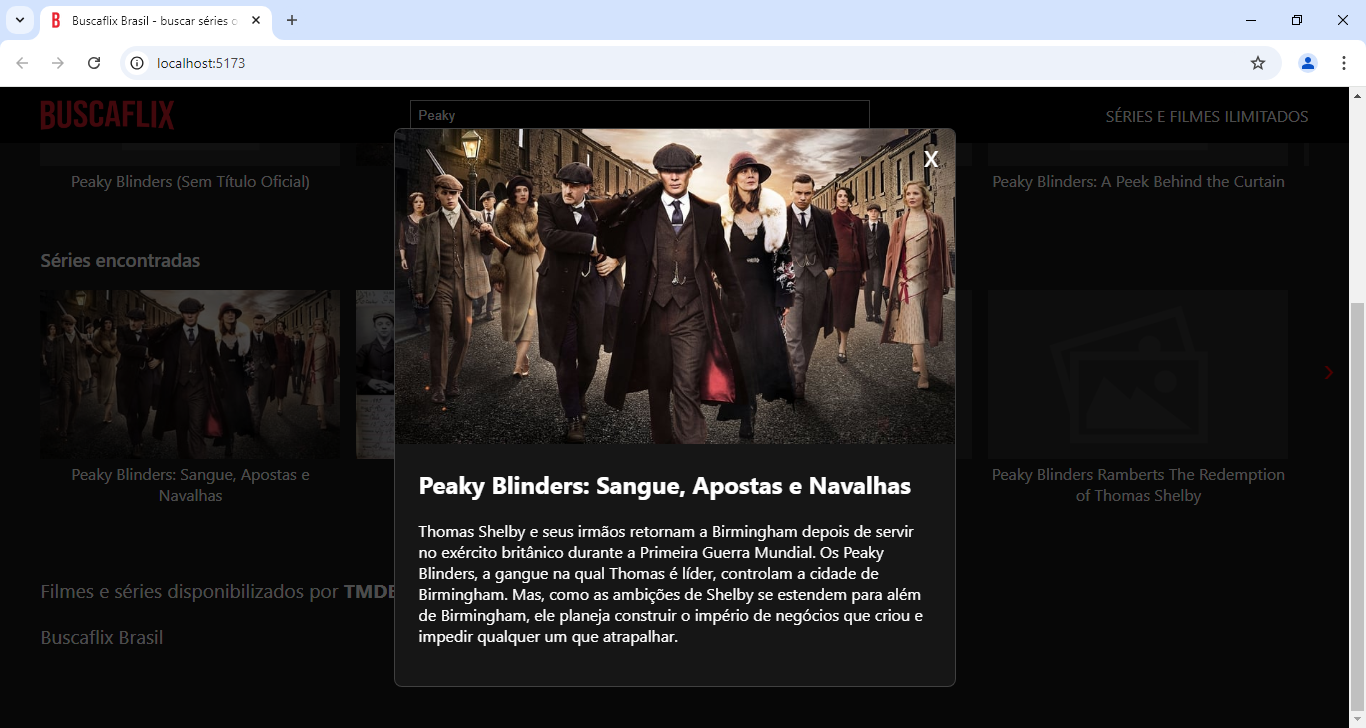 Buscaflix Brasil - buscar séries
localhost:5173
BUSCAFLIX
Peaky
SÉRIES E FILMES ILIMITADOS
X
Peaky Blinders (Sem Título Oficial)
Peaky Blinders: A Peek Behind the Curtain
Séries encontradas
Peaky Blinders: Sangue, Apostas e
Navalhas
Peaky Blinders Ramberts The Redemption
of Thomas Shelby
Peaky Blinders: Sangue, Apostas e Navalhas
Thomas Shelby e seus irmãos retornam a Birmingham depois de servir
no exército britânico durante a Primeira Guerra Mundial. Os Peaky
Blinders, a gangue na qual Thomas é líder, controlam a cidade de
Birmingham. Mas, como as ambições de Shelby se estendem para além
de Birmingham, ele planeja construir o império de negócios que criou e
impedir qualquer um que atrapalhar.
Filmes e séries disponibilizados por
Buscaflix Brasil